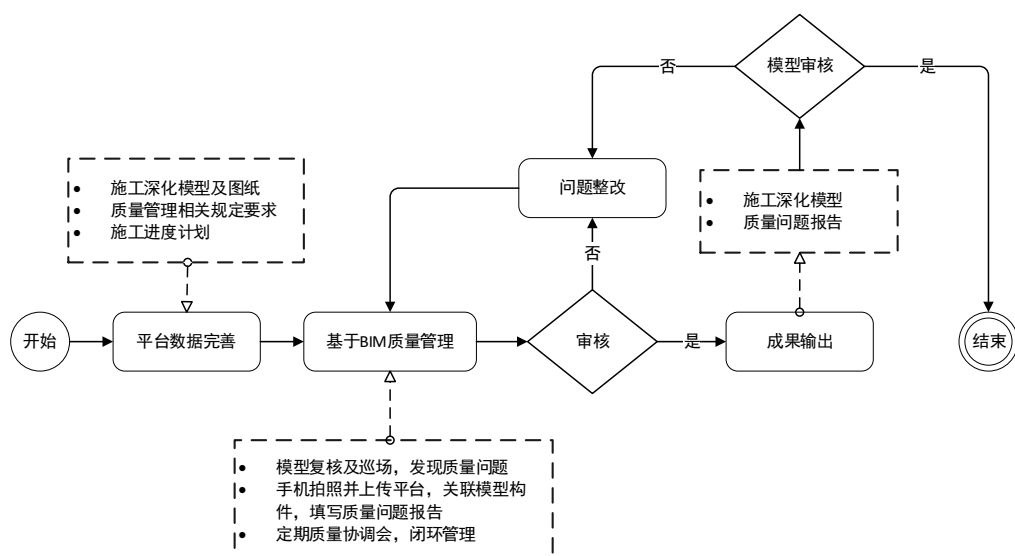 模型审核
否
是
问题整改
施工深化模型及图纸
质量管理相关规定要求
施工进度计划
施工深化模型
质量问题报告
否
开始
平台数据完善
基于BIM质量管理
审核
是
成果输出
结束
模型复核及巡场，发现质量问题
手机拍照并上传平台，关联模型构
件，填写质量问题报告
定期质量协调会，闭环管理